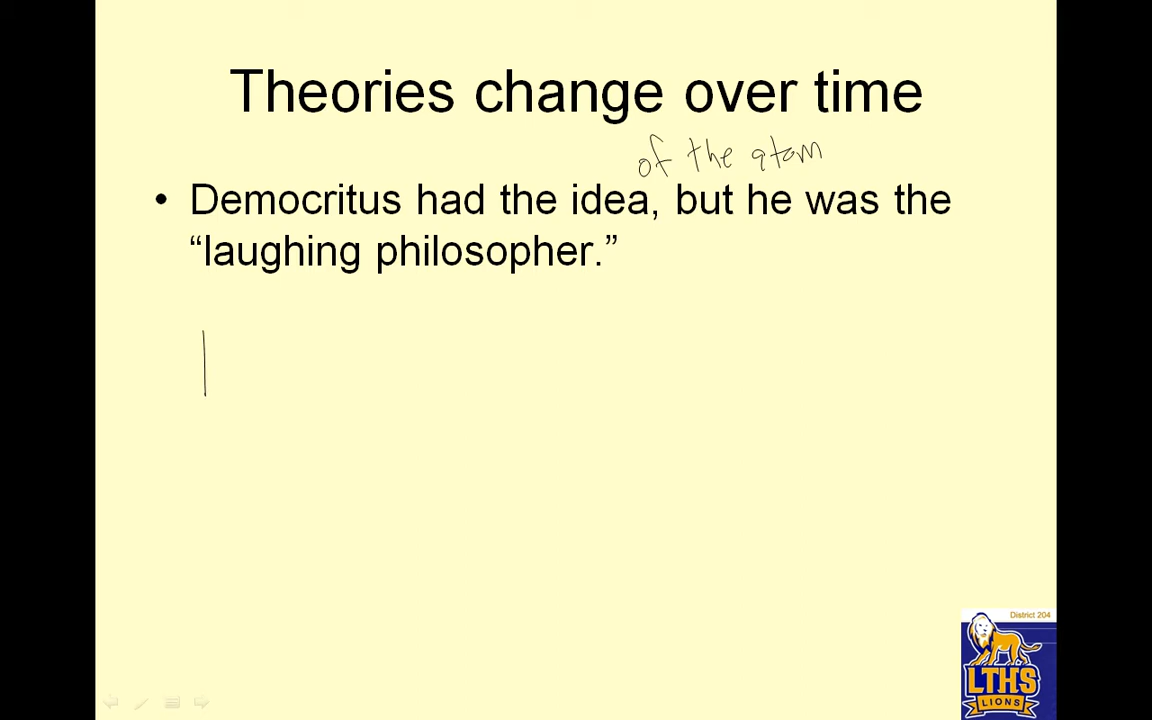 Theories change over time
of the atom
• Democritus had the idea, but he was the
“laughing philosopher.”
District 204
LTHS
LIONS